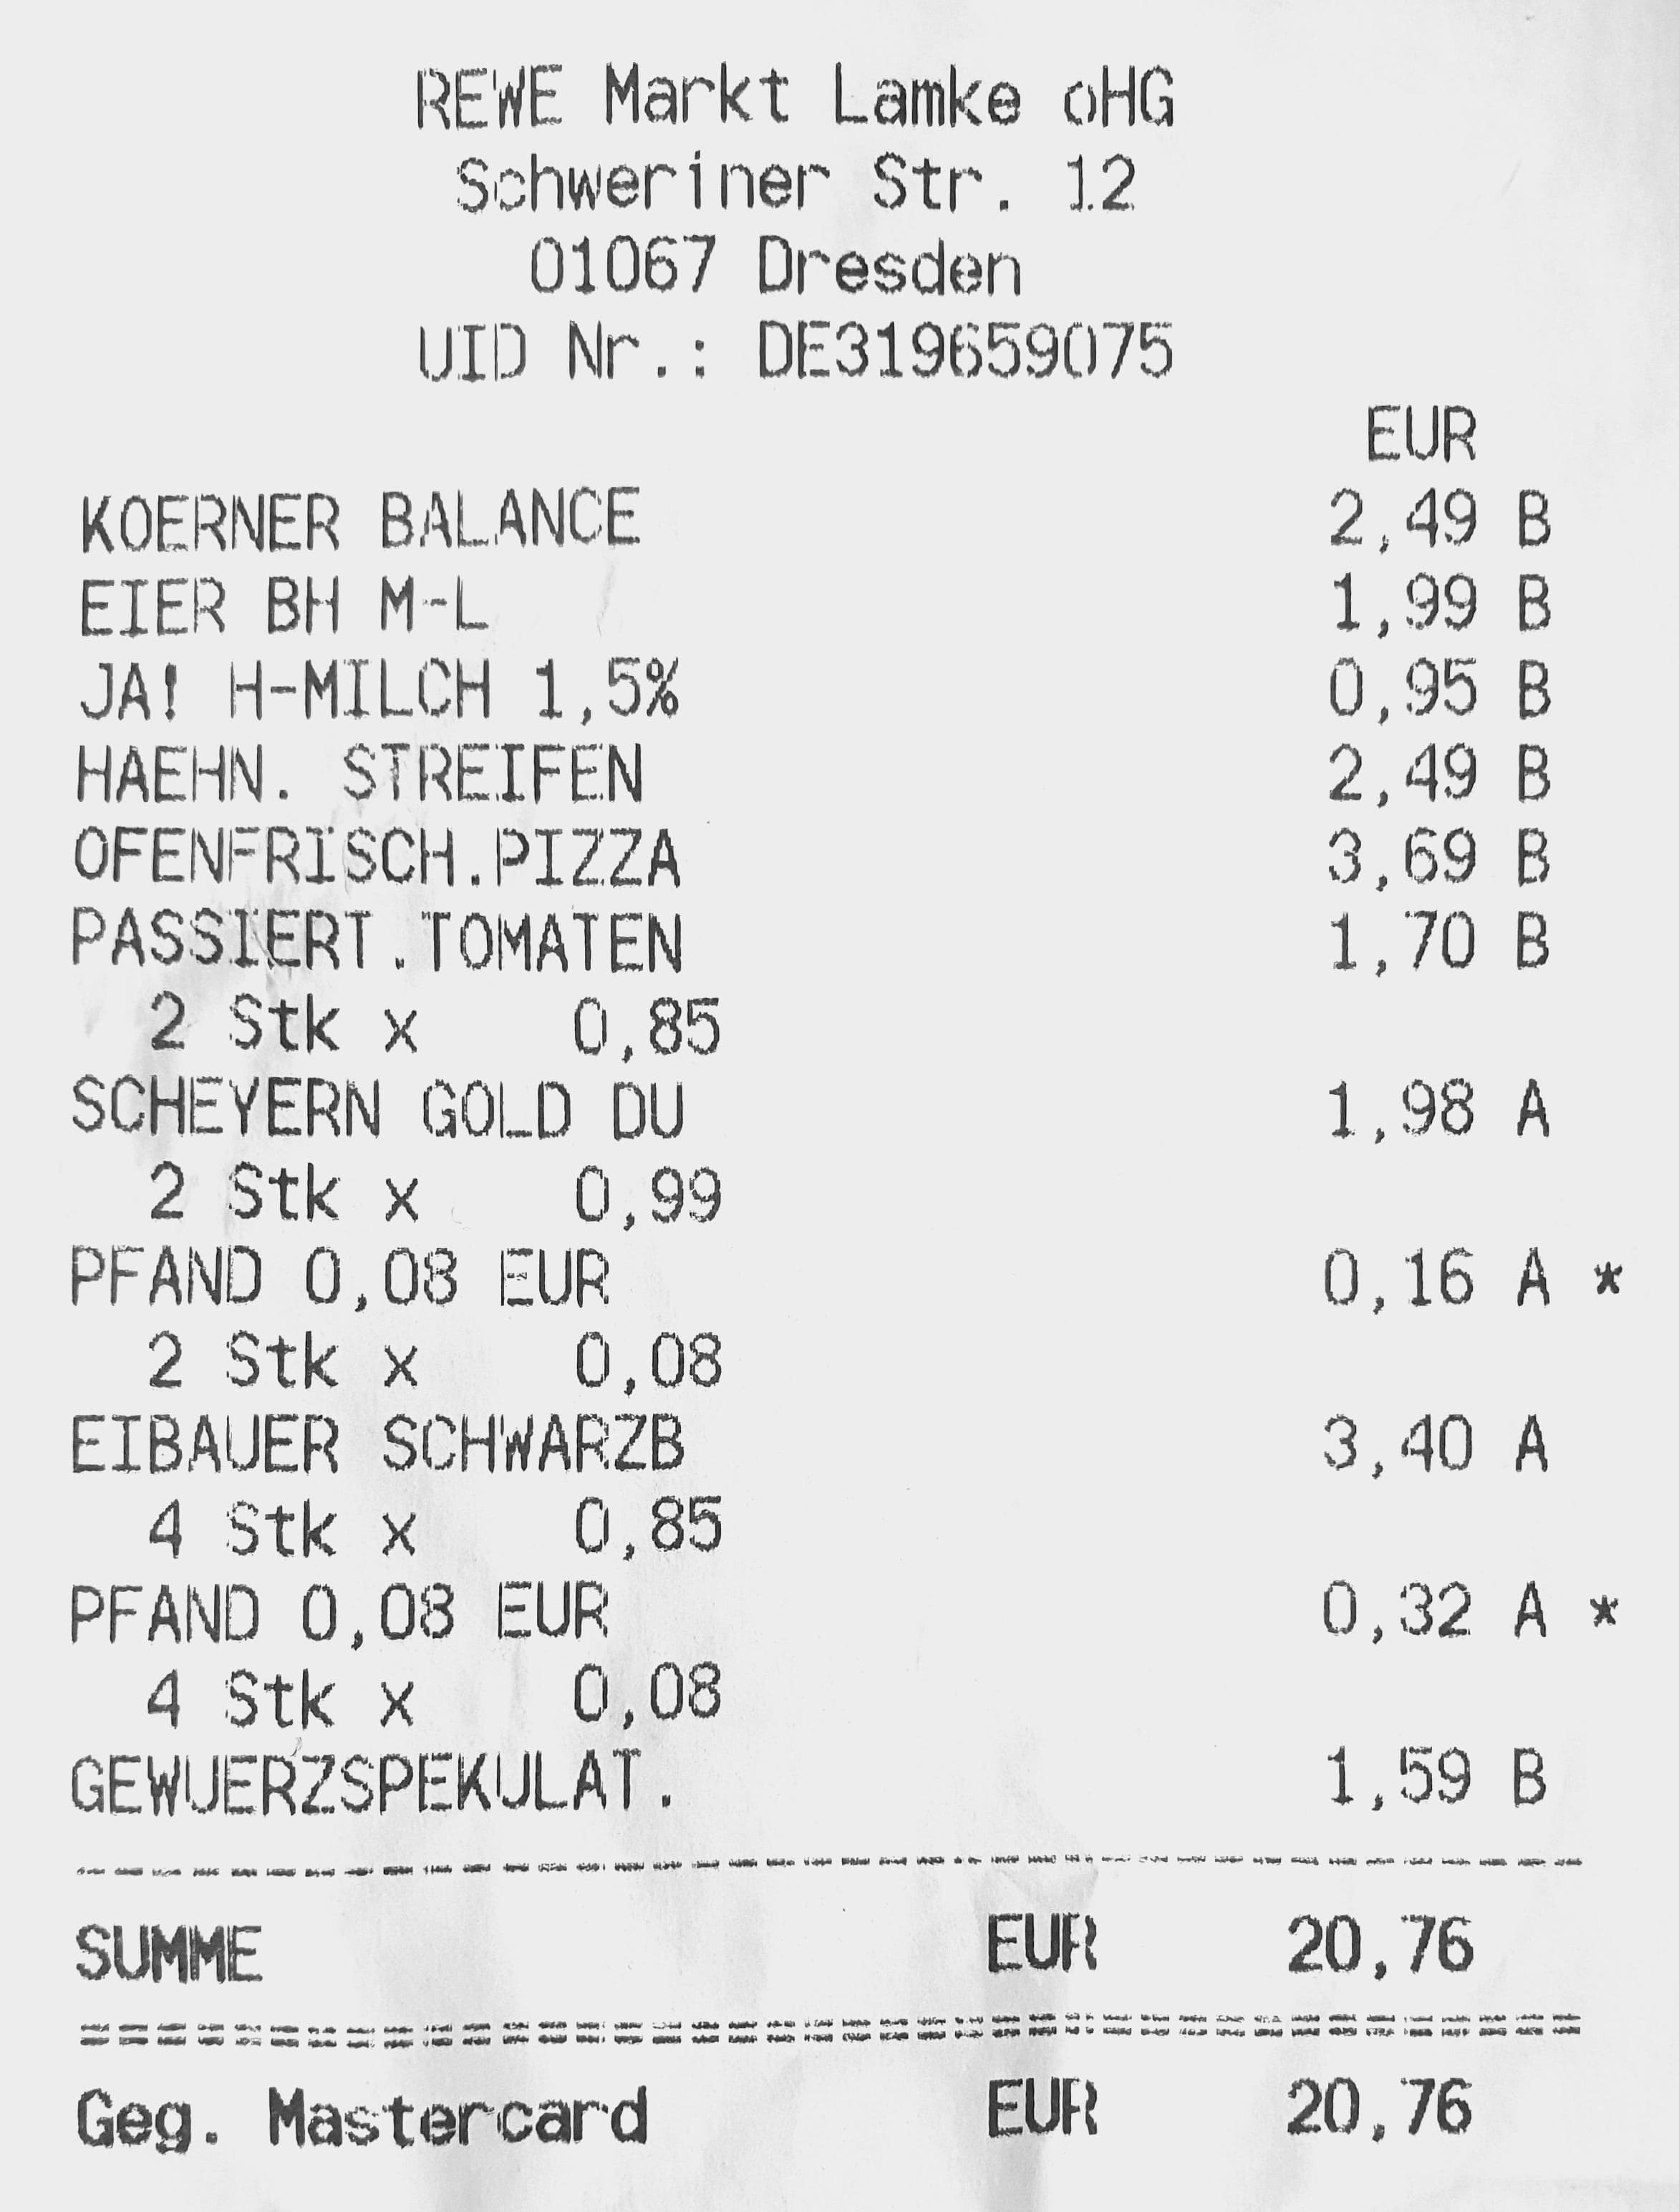 REWE Markt Lamke oHG
Schweriner Str. 12
01067 Dresden
UID Nr.: DE319659075
EUR
KOERNER BALANCE 2,49 B
EIER BH M-L 1,99 B
JA! H-MILCH 1,5% 0,95 B
HAEHN. STREIFEN 2,49 B
OFENFRISCH.PIZZA 3,69 B
PASSIERT.TOMATEN 1,70 B
2 Stk x 0,85
SCHEYERN GOLD DU 1,98 A
2 Stk x 0,99
PFAND 0,08 EUR 0,16 A *
2 Stk x 0,08
EIBAUER SCHWARZB 3,40 A
4 Stk x 0,85
PFAND 0,08 EUR 0,32 A *
4 Stk x 0,08
GEWUERZSPEKULAT. 1,59 B
SUMME EUR 20,76
Geg. Mastercard EUR 20,76